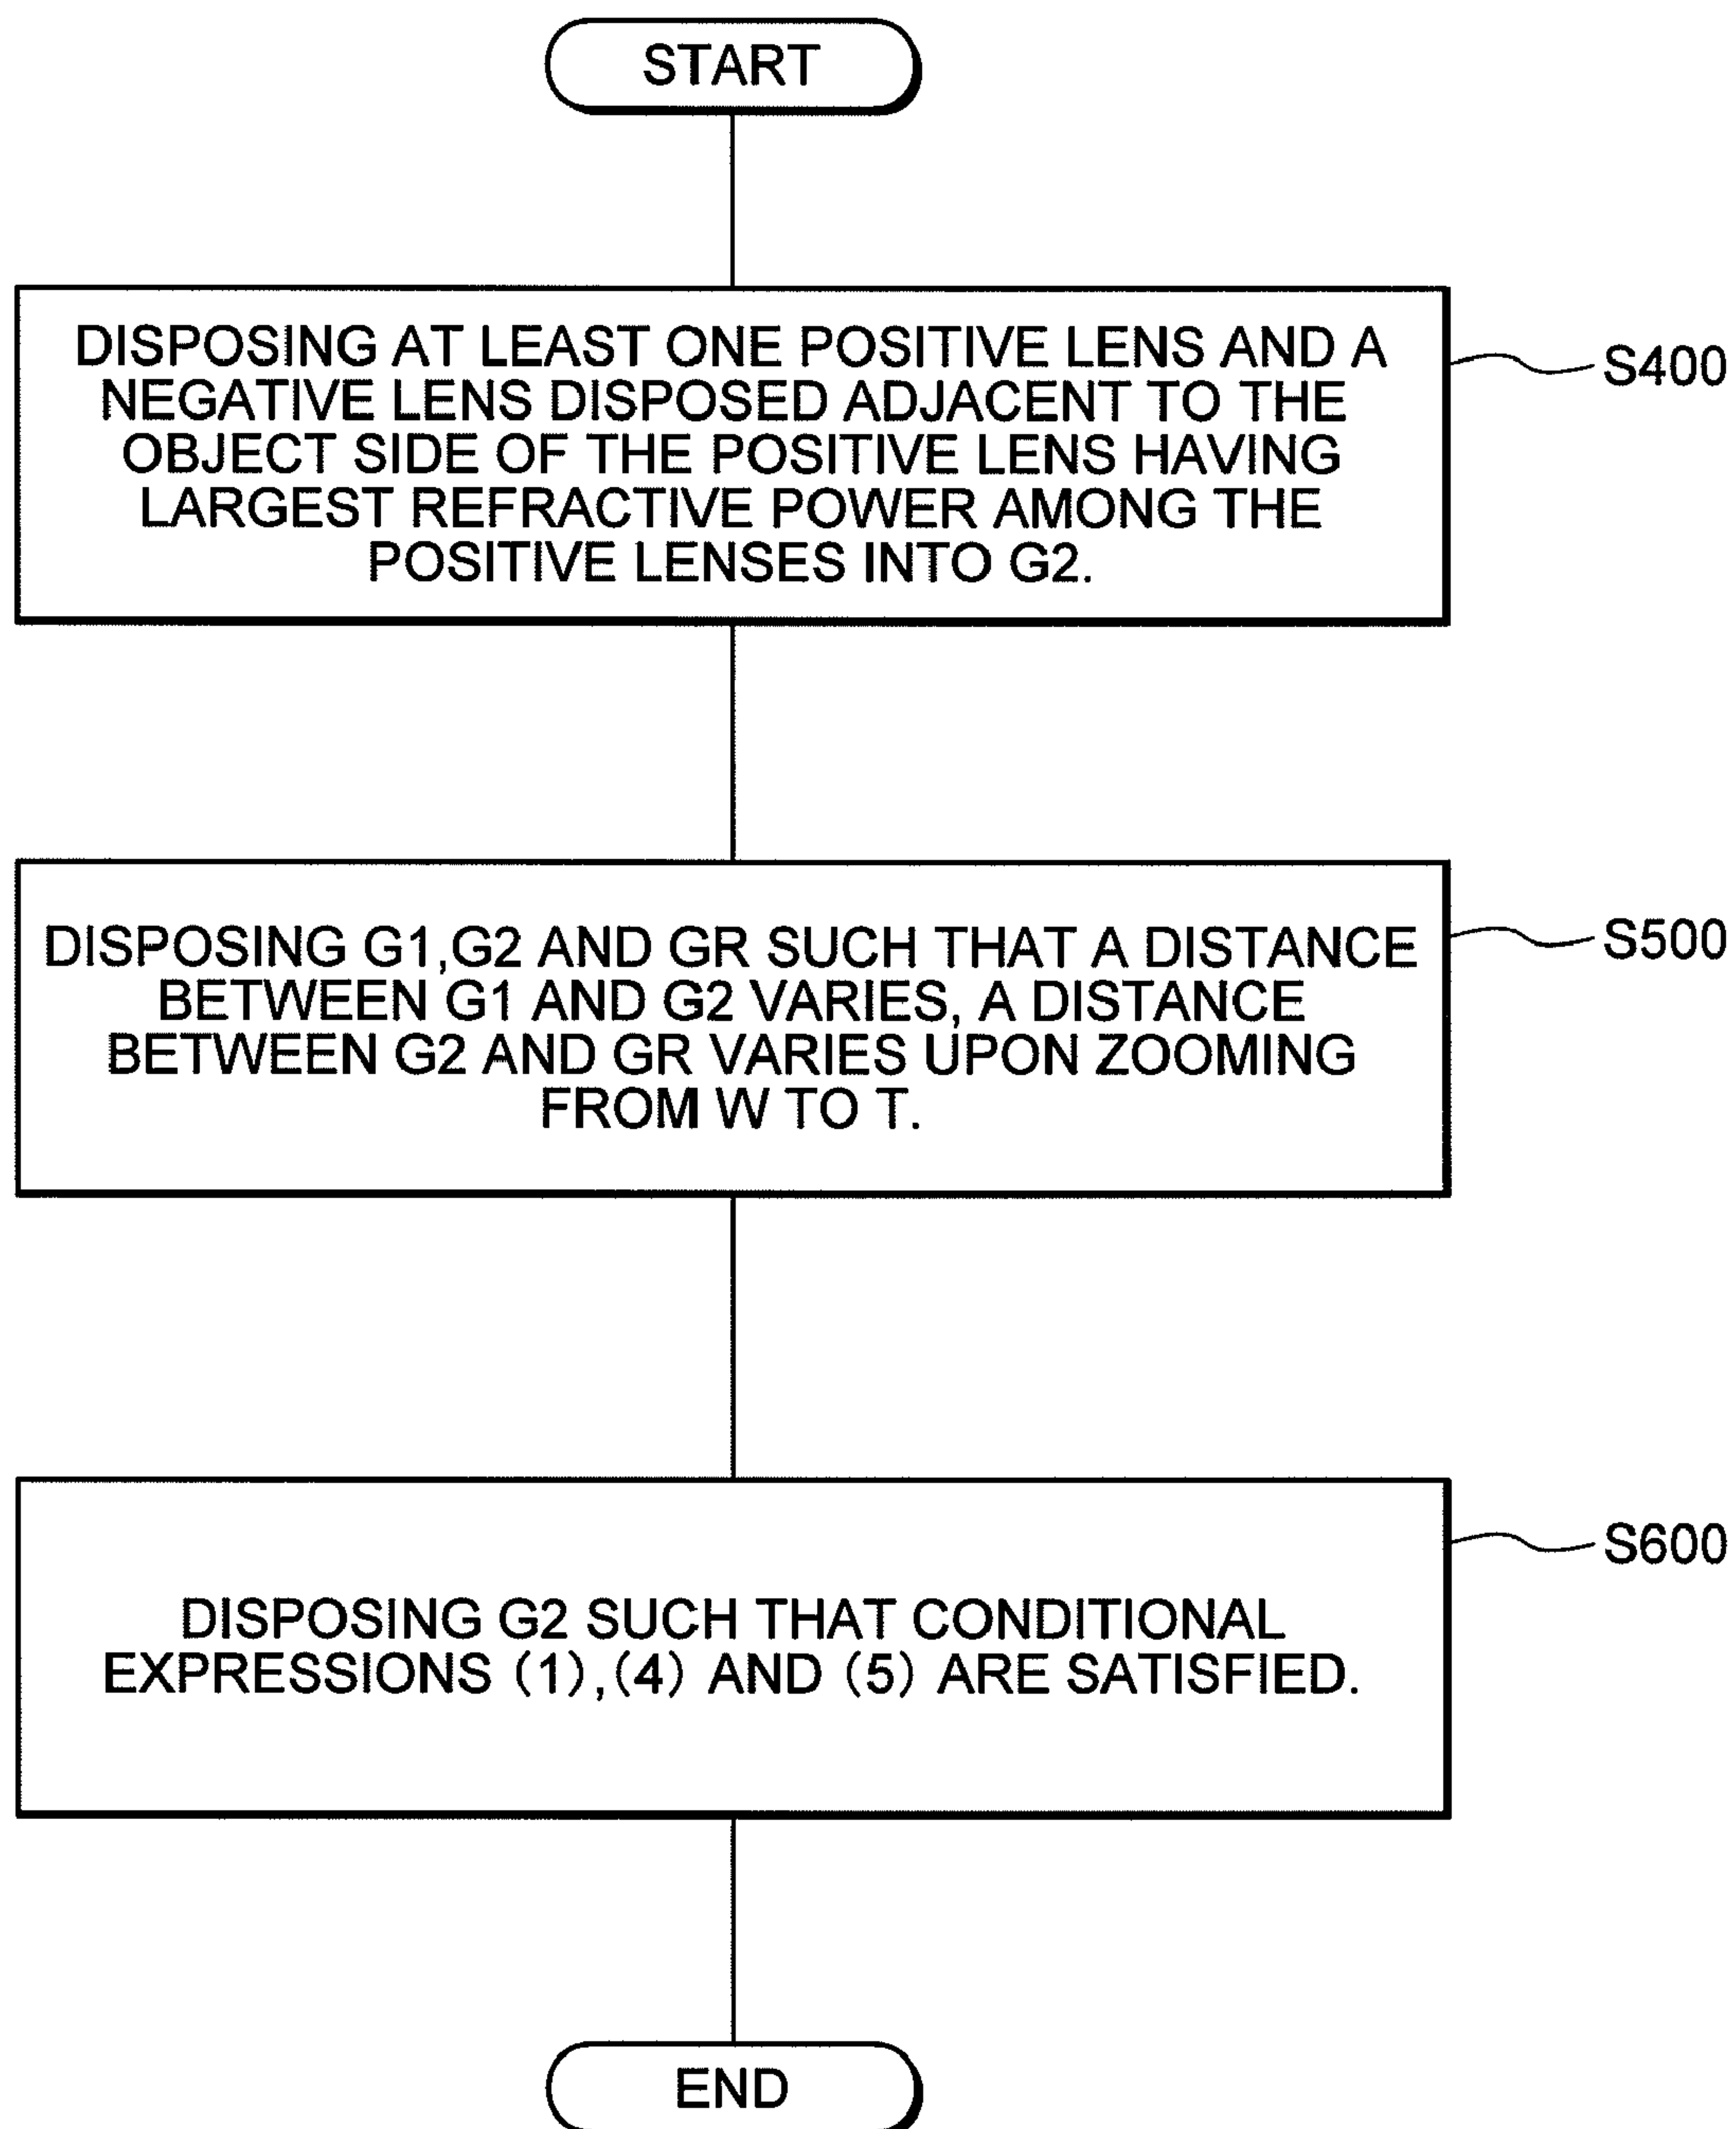 START
DISPOSING AT LEAST ONE POSITIVE LENS AND A
NEGATIVE LENS DISPOSED ADJACENT TO THE
OBJECT SIDE OF THE POSITIVE LENS HAVING
LARGEST REFRACTIVE POWER AMONG THE
POSITIVE LENSES INTO G2.
S400
DISPOSING G1,G2 AND GR SUCH THAT A DISTANCE
BETWEEN G1 AND G2 VARIES, A DISTANCE
BETWEEN G2 AND GR VARIES UPON ZOOMING
FROM W TO T.
S500
DISPOSING G2 SUCH THAT CONDITIONAL
EXPRESSIONS (1),(4) AND (5) ARE SATISFIED.
S600
END